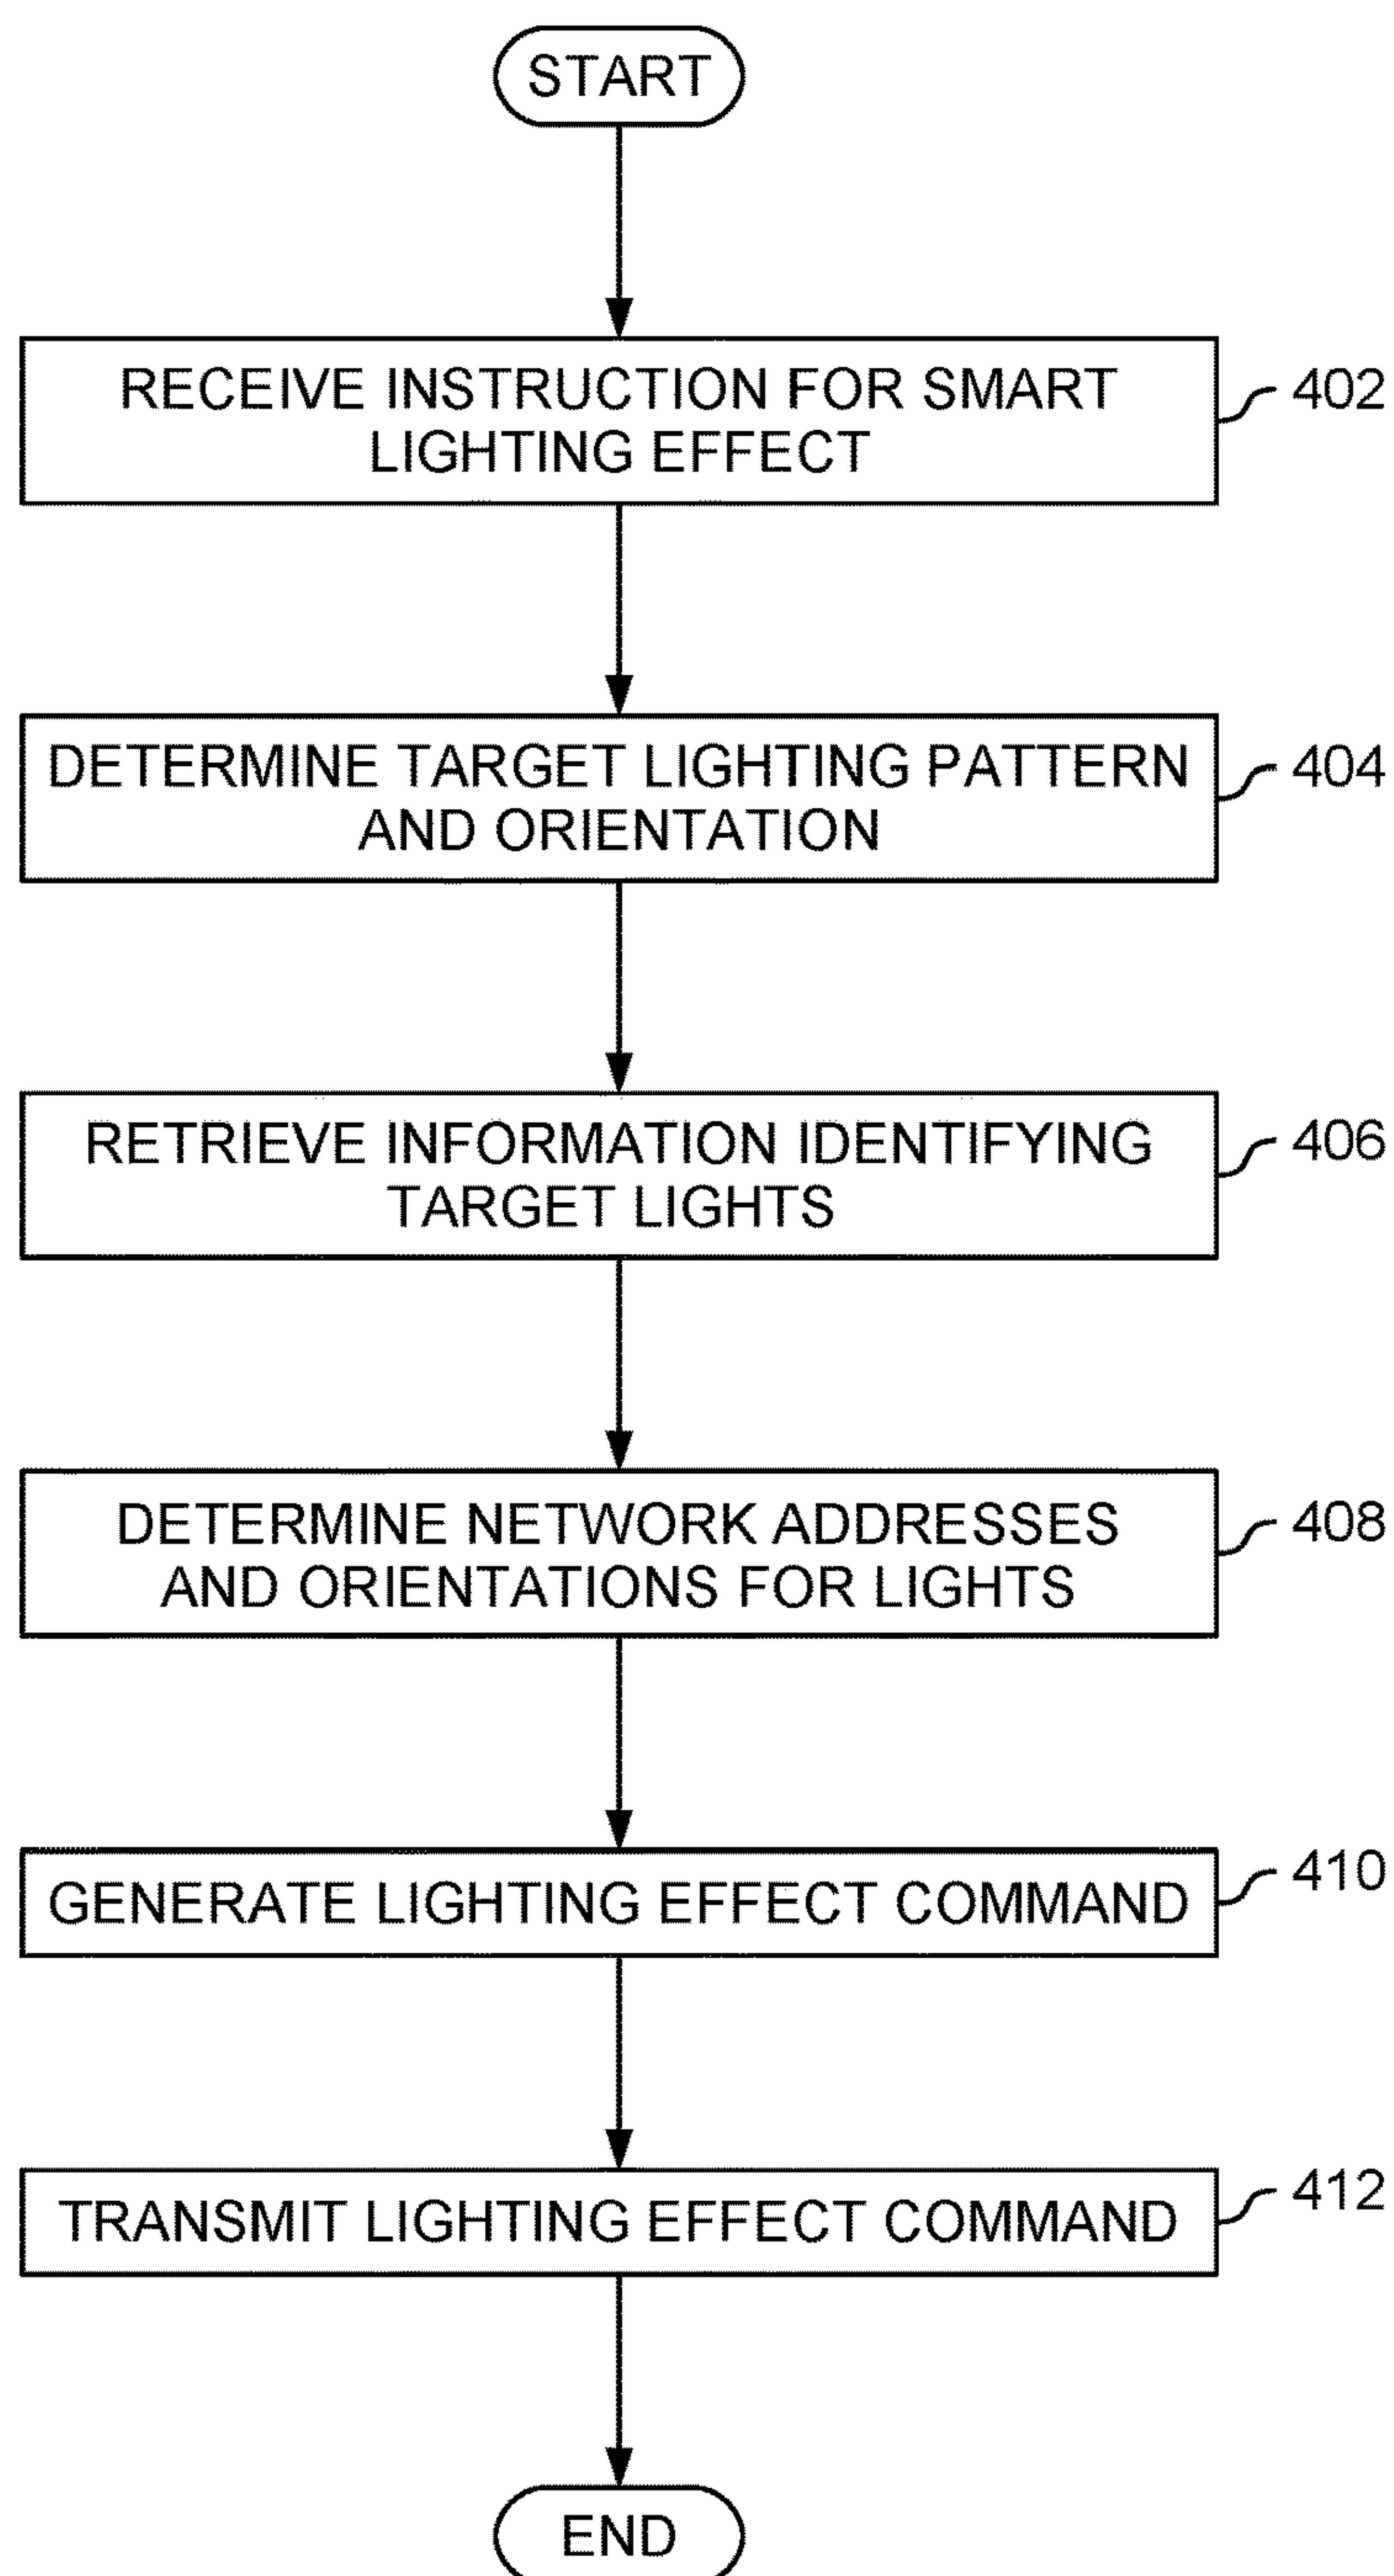 START
RECEIVE INSTRUCTION FOR SMART
LIGHTING EFFECT
402
DETERMINE TARGET LIGHTING PATTERN
AND ORIENTATION
404
RETRIEVE INFORMATION IDENTIFYING
TARGET LIGHTS
406
DETERMINE NETWORK ADDRESSES
AND ORIENTATIONS FOR LIGHTS
408
GENERATE LIGHTING EFFECT COMMAND
410
TRANSMIT LIGHTING EFFECT COMMAND
412
END